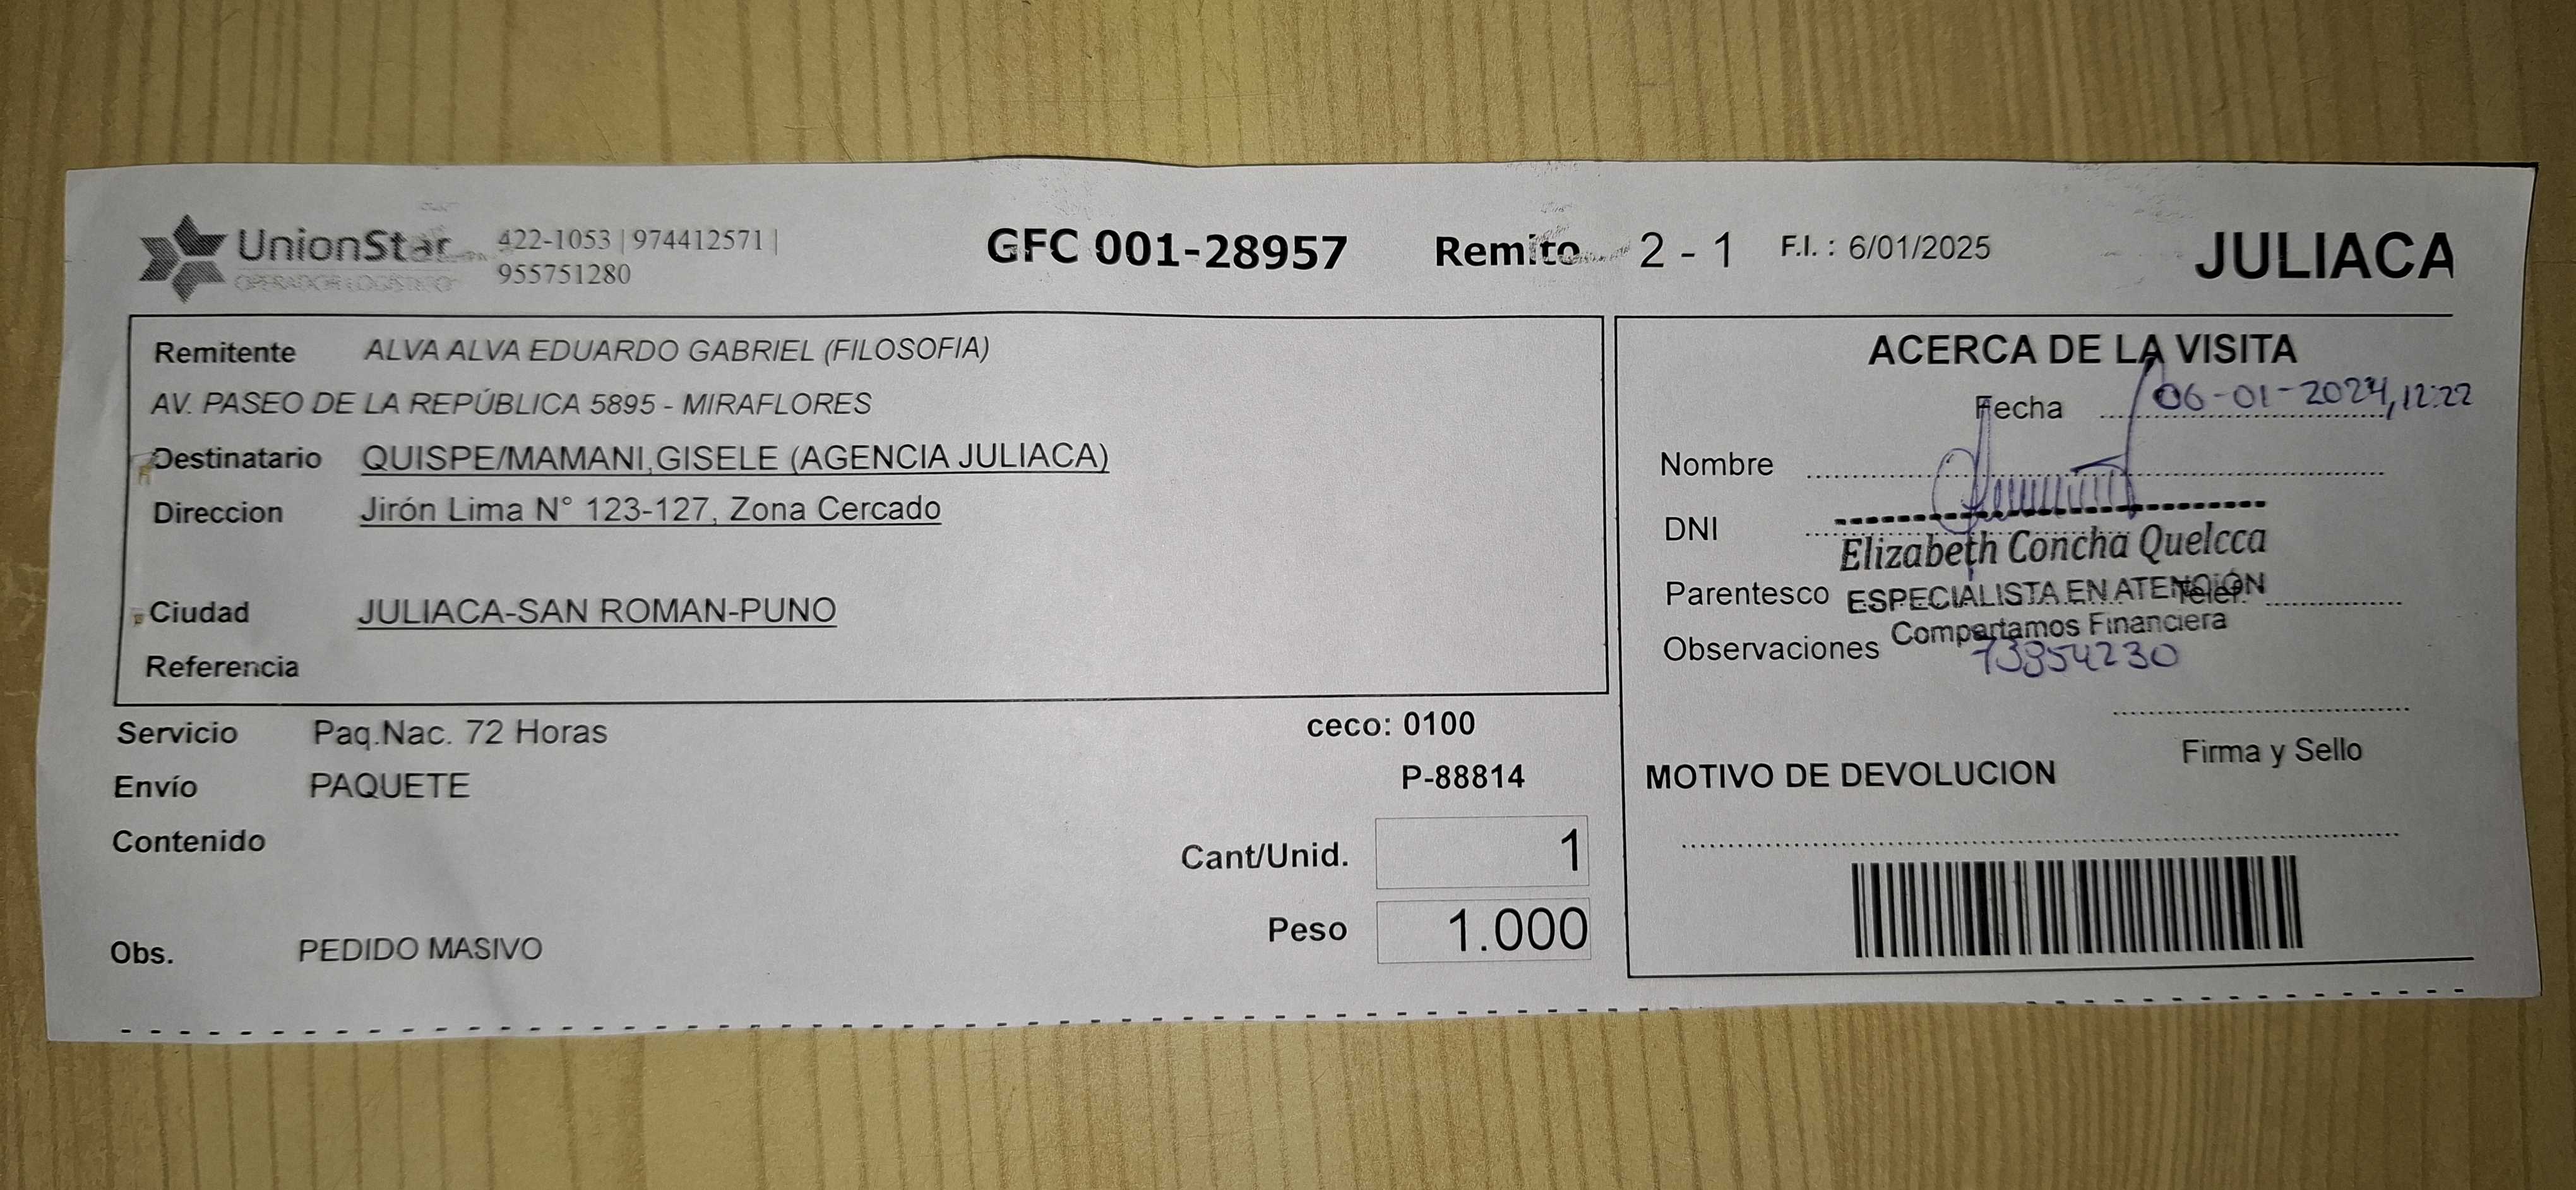 UnionStar
OPERADOR LOGISTICO
422-1053 | 974412571 |
955751280
GFC 001-28957
Remito 2 - 1
F.I. : 6/01/2025
JULIACA
Remitente ALVA ALVA EDUARDO GABRIEL (FILOSOFIA)
AV. PASEO DE LA REPÚBLICA 5895 - MIRAFLORES
Destinatario QUISPE/MAMANI,GISELE (AGENCIA JULIACA)
Direccion Jirón Lima N° 123-127, Zona Cercado
Ciudad JULIACA-SAN ROMAN-PUNO
Referencia
Servicio Paq.Nac. 72 Horas
ceco: 0100
Envío PAQUETE
P-88814
Contenido
Cant/Unid. 1
Peso 1.000
Obs. PEDIDO MASIVO
ACERCA DE LA VISITA
Fecha 06-01-2024, 12:22
Nombre
DNI
Elizabeth Concha Quelcca
Parentesco
ESPECIALISTA EN ATENCIÓN
Telef.
Compartamos Financiera
Observaciones
73854230
Firma y Sello
MOTIVO DE DEVOLUCION